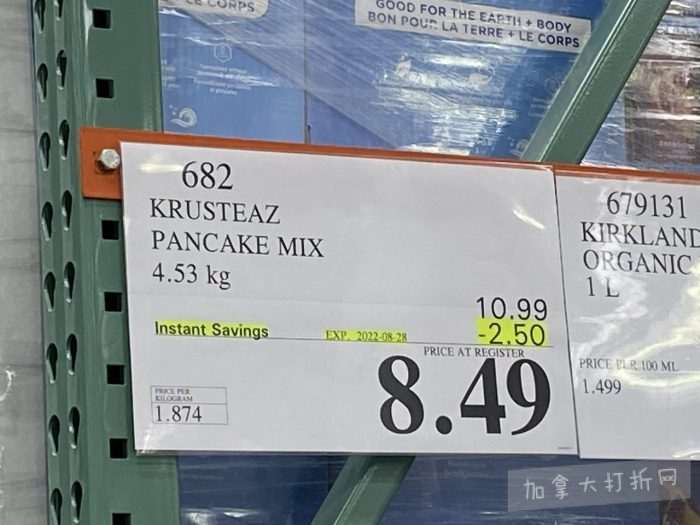 LE CORPS
GOOD FOR THE EARTH + BODY
BON POUR LA TERRE + LE CORPS
682
KRUSTEAZ
PANCAKE MIX
4.53 kg
10.99
Instant Savings EXP. 2022-08-28 -2.50
PRICE AT REGISTER
8.49
PRICE PER
KILOGRAM
1.874
679131
KIRKLAND
ORGANIC
1 L
PRICE PER 100 ML
1.499
加拿大打折网